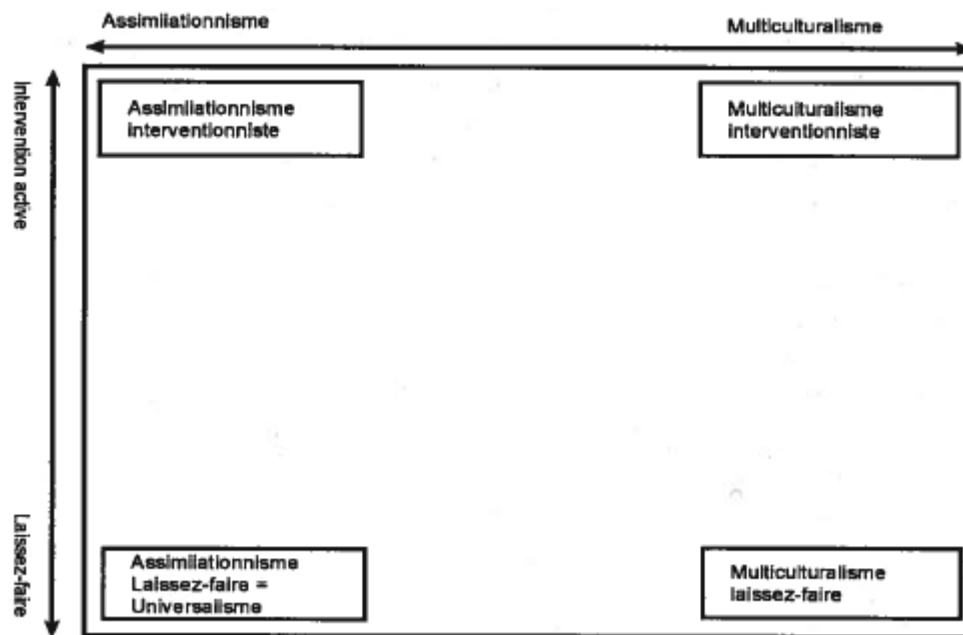 Assimilationnisme
Multiculturalisme
Intervention active
Assimilationnisme
interventionniste
Multiculturalisme
interventionniste
Laissez-faire
Assimilationnisme
Laissez-faire =
Universalisme
Multiculturalisme
laissez-faire